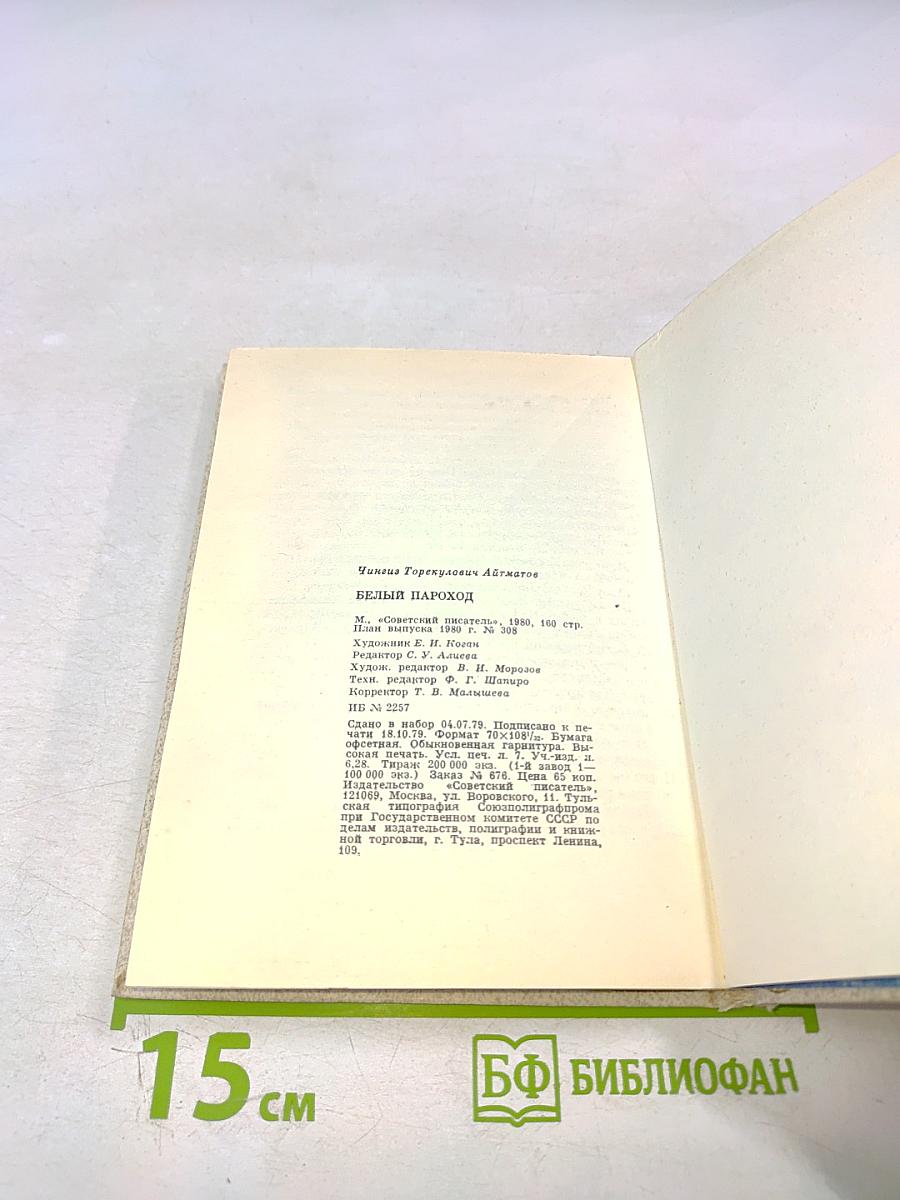 Чингиз Торекулович Айтматов
БЕЛЫЙ ПАРОХОД
М., «Советский писатель», 1980, 160 стр.
План выпуска 1980 г. № 308
Художник Е. И. Коган
Редактор С. У. Алиева
Худож. редактор В. И. Морозов
Техн. редактор Ф. Г. Шапиро
Корректор Т. В. Малышева
ИБ № 2257
Сдано в набор 04.07.79. Подписано к пе-
чати 18.10.79. Формат 70×108¹/₃₂. Бумага
офсетная. Обыкновенная гарнитура. Вы-
сокая печать. Усл. печ. л. 7. Уч.-изд. л.
6,28. Тираж 200 000 экз. (1-й завод 1—
100 000 экз.) Заказ № 676. Цена 65 коп.
Издательство «Советский писатель»,
121069, Москва, ул. Воровского, 11. Туль-
ская типография Союзполиграфпрома
при Государственном комитете СССР по
делам издательств, полиграфии и книж-
ной торговли, г. Тула, проспект Ленина,
109.
15 см
БФ БИБЛИОФАН